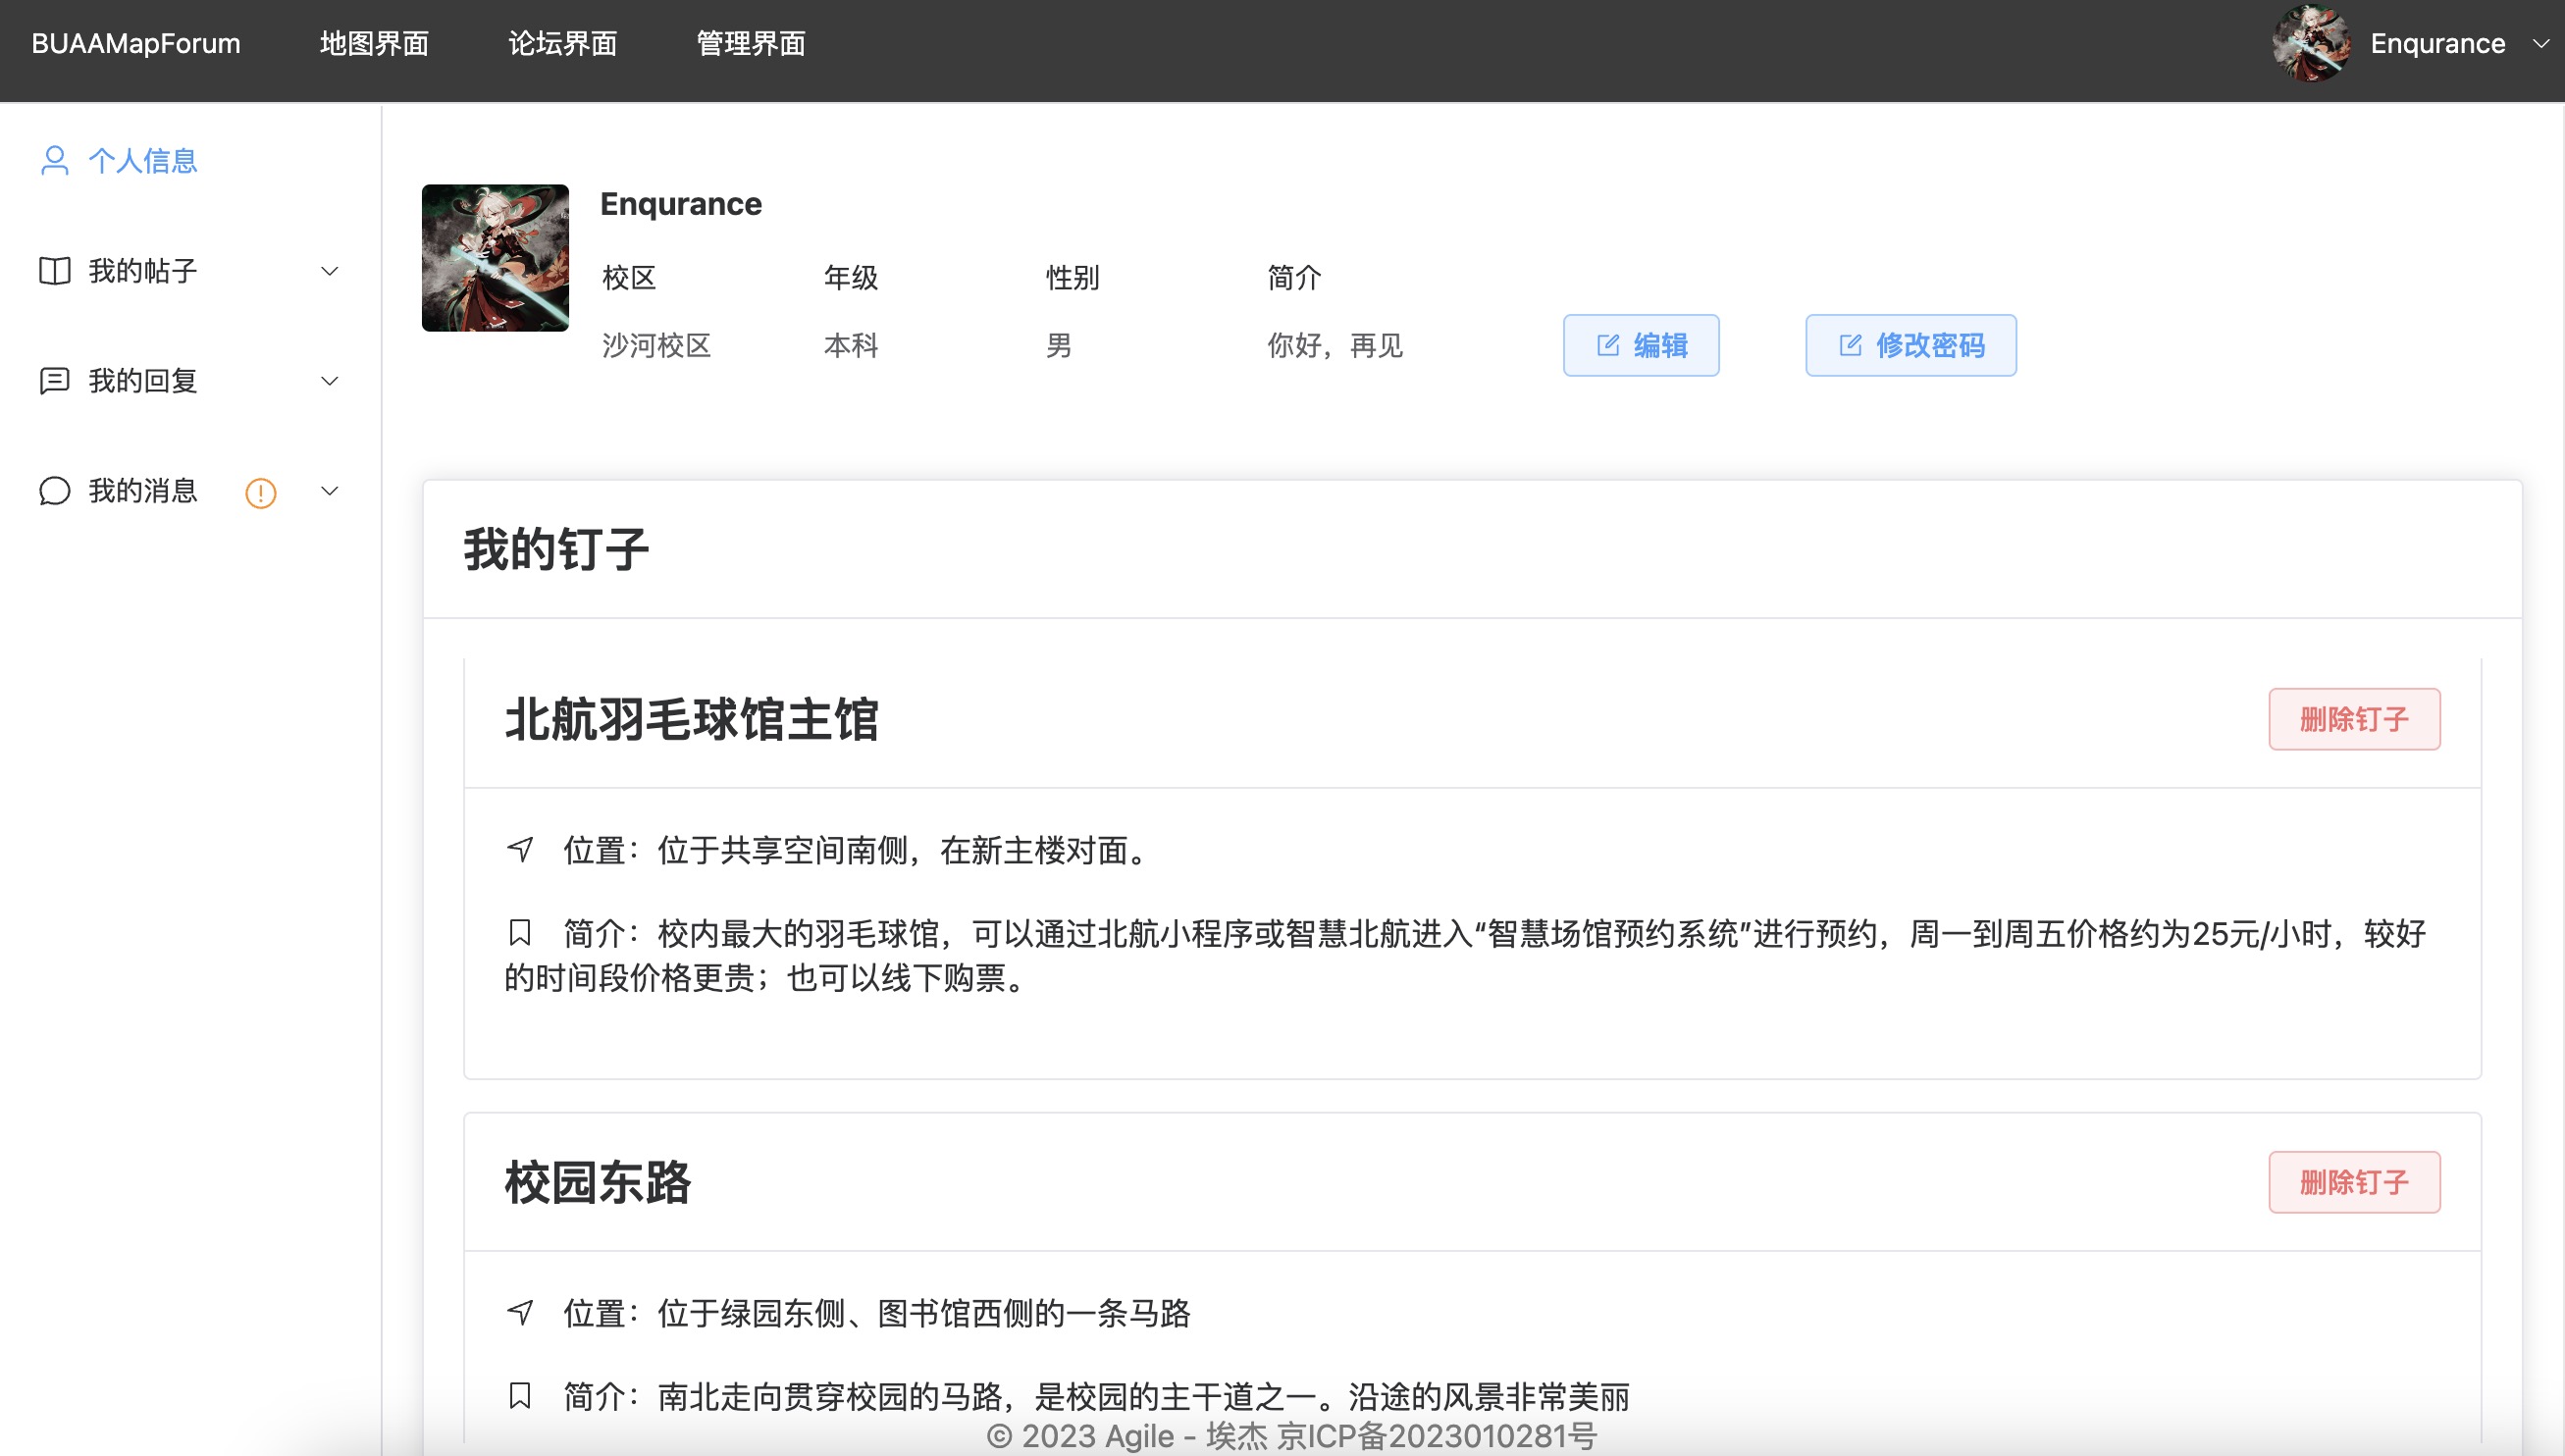 BUAAMapForum 地图界面 论坛界面 管理界面 Enqurance
个人信息
我的帖子
我的回复
我的消息
Enqurance
校区 年级 性别 简介
沙河校区 本科 男 你好，再见 编辑 修改密码
我的钉子
北航羽毛球馆主馆 删除钉子
位置：位于共享空间南侧，在新主楼对面。
简介：校内最大的羽毛球馆，可以通过北航小程序或智慧北航进入“智慧场馆预约系统”进行预约，周一到周五价格约为25元/小时，较好
的时间段价格更贵；也可以线下购票。
校园东路 删除钉子
位置：位于绿园东侧、图书馆西侧的一条马路
简介：南北走向贯穿校园的马路，是校园的主干道之一。沿途的风景非常美丽
© 2023 Agile - 埃杰 京ICP备2023010281号